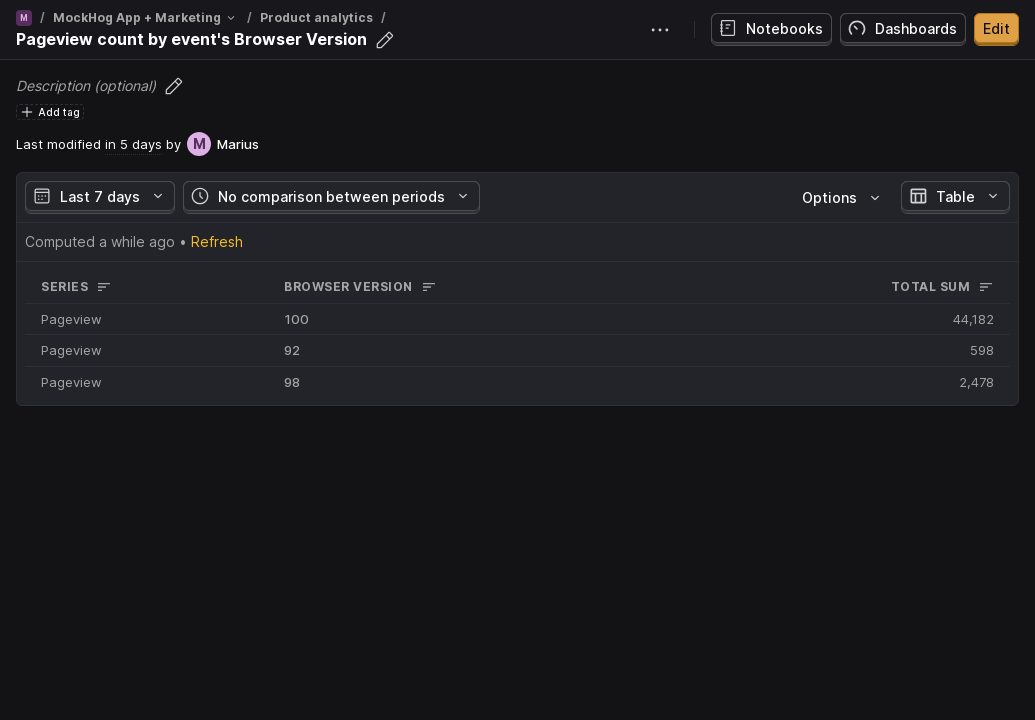 M / MockHog App + Marketing / Product analytics /
Pageview count by event's Browser Version
Notebooks
Dashboards
Edit
Description (optional)
Add tag
Last modified in 5 days by M Marius
Last 7 days
No comparison between periods
Options
Table
Computed a while ago • Refresh
SERIES BROWSER VERSION TOTAL SUM
Pageview 100 44,182
Pageview 92 598
Pageview 98 2,478